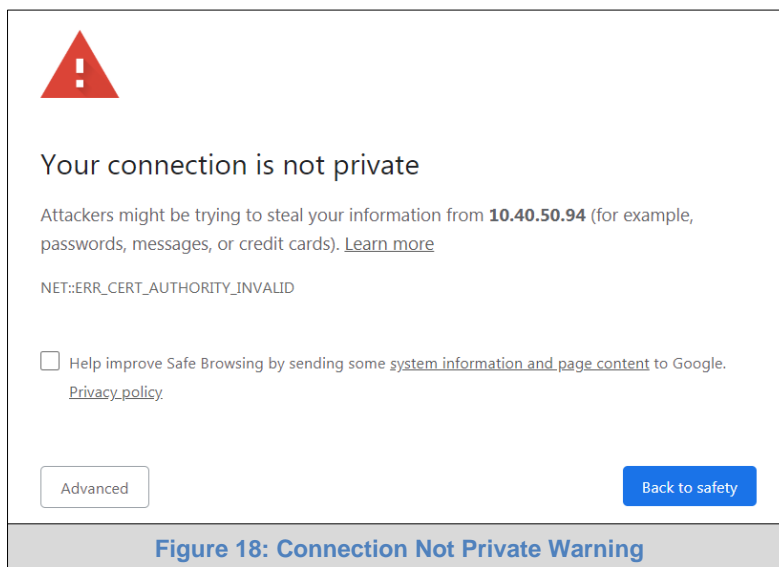 Your connection is not private
Attackers might be trying to steal your information from 10.40.50.94 (for example,
passwords, messages, or credit cards). Learn more
NET::ERR_CERT_AUTHORITY_INVALID
Help improve Safe Browsing by sending some system information and page content to Google.
Privacy policy
Advanced
Back to safety
Figure 18: Connection Not Private Warning